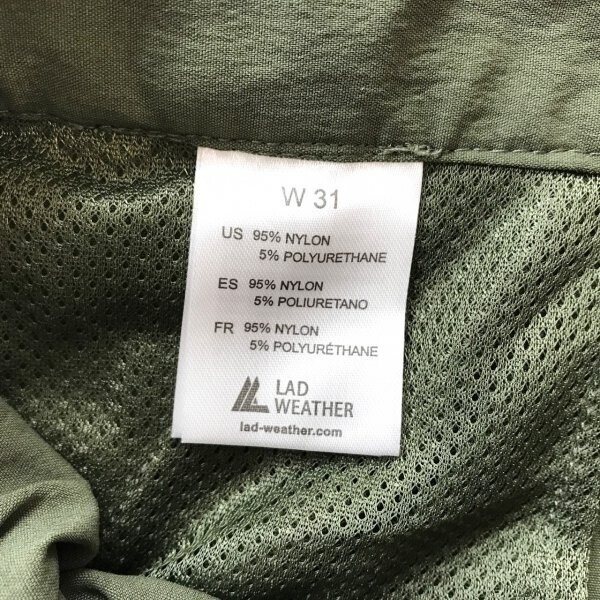 W 31
US 95% NYLON
5% POLYURETHANE
ES 95% NYLON
5% POLIURETANO
FR 95% NYLON
5% POLYURÉTHANE
LAD
WEATHER
lad-weather.com